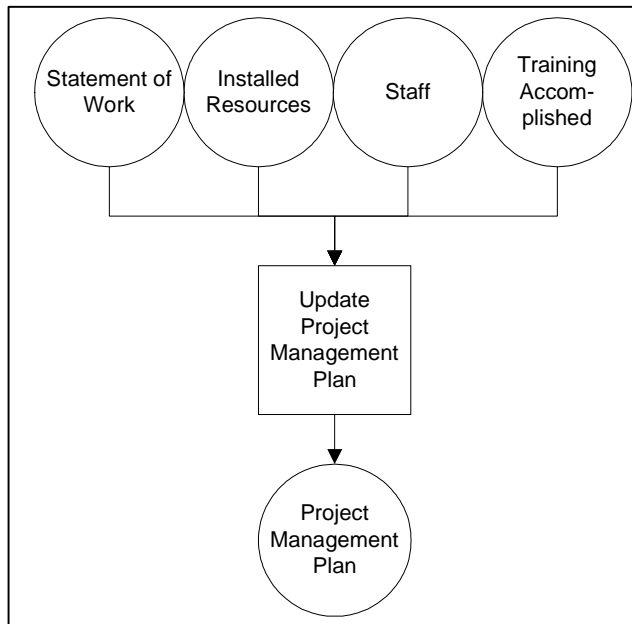 Statement of
Work
Installed
Resources
Staff
Training
Accom-
plished
Update
Project
Management
Plan
Project
Management
Plan